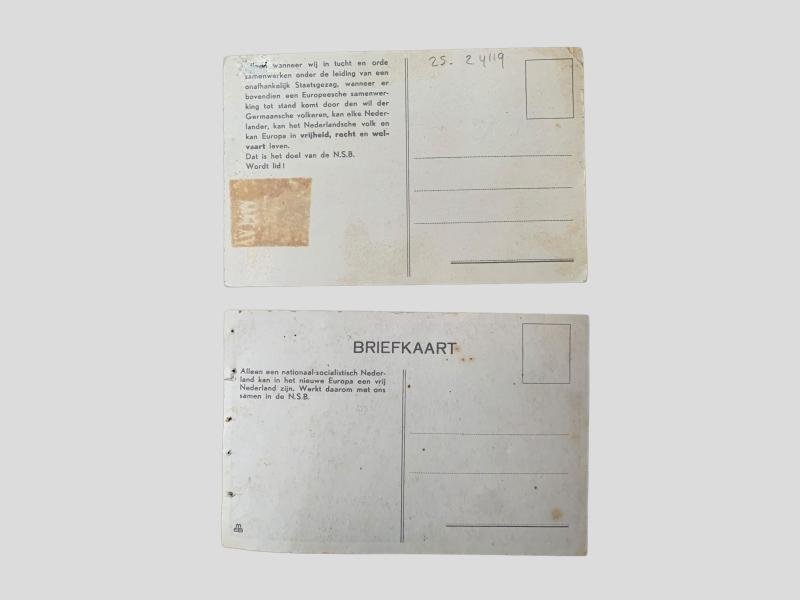 Alleen wanneer wij in tucht en orde
samenwerken onder de leiding van een
onafhankelijk Staatsgezag, wanneer er
bovendien een Europeesche samenwer-
king tot stand komt door den wil der
Germaansche volkeren, kan elke Neder-
lander, kan het Nederlandsche volk en
kan Europa in vrijheid, recht en wel-
vaart leven.
Dat is het doel van de N.S.B.
Wordt lid!
25- 24119
BRIEFKAART
Alleen een nationaal-socialistisch Neder-
land kan in het nieuwe Europa een vrij
Nederland zijn. Werkt daarom met ons
samen in de N.S.B.